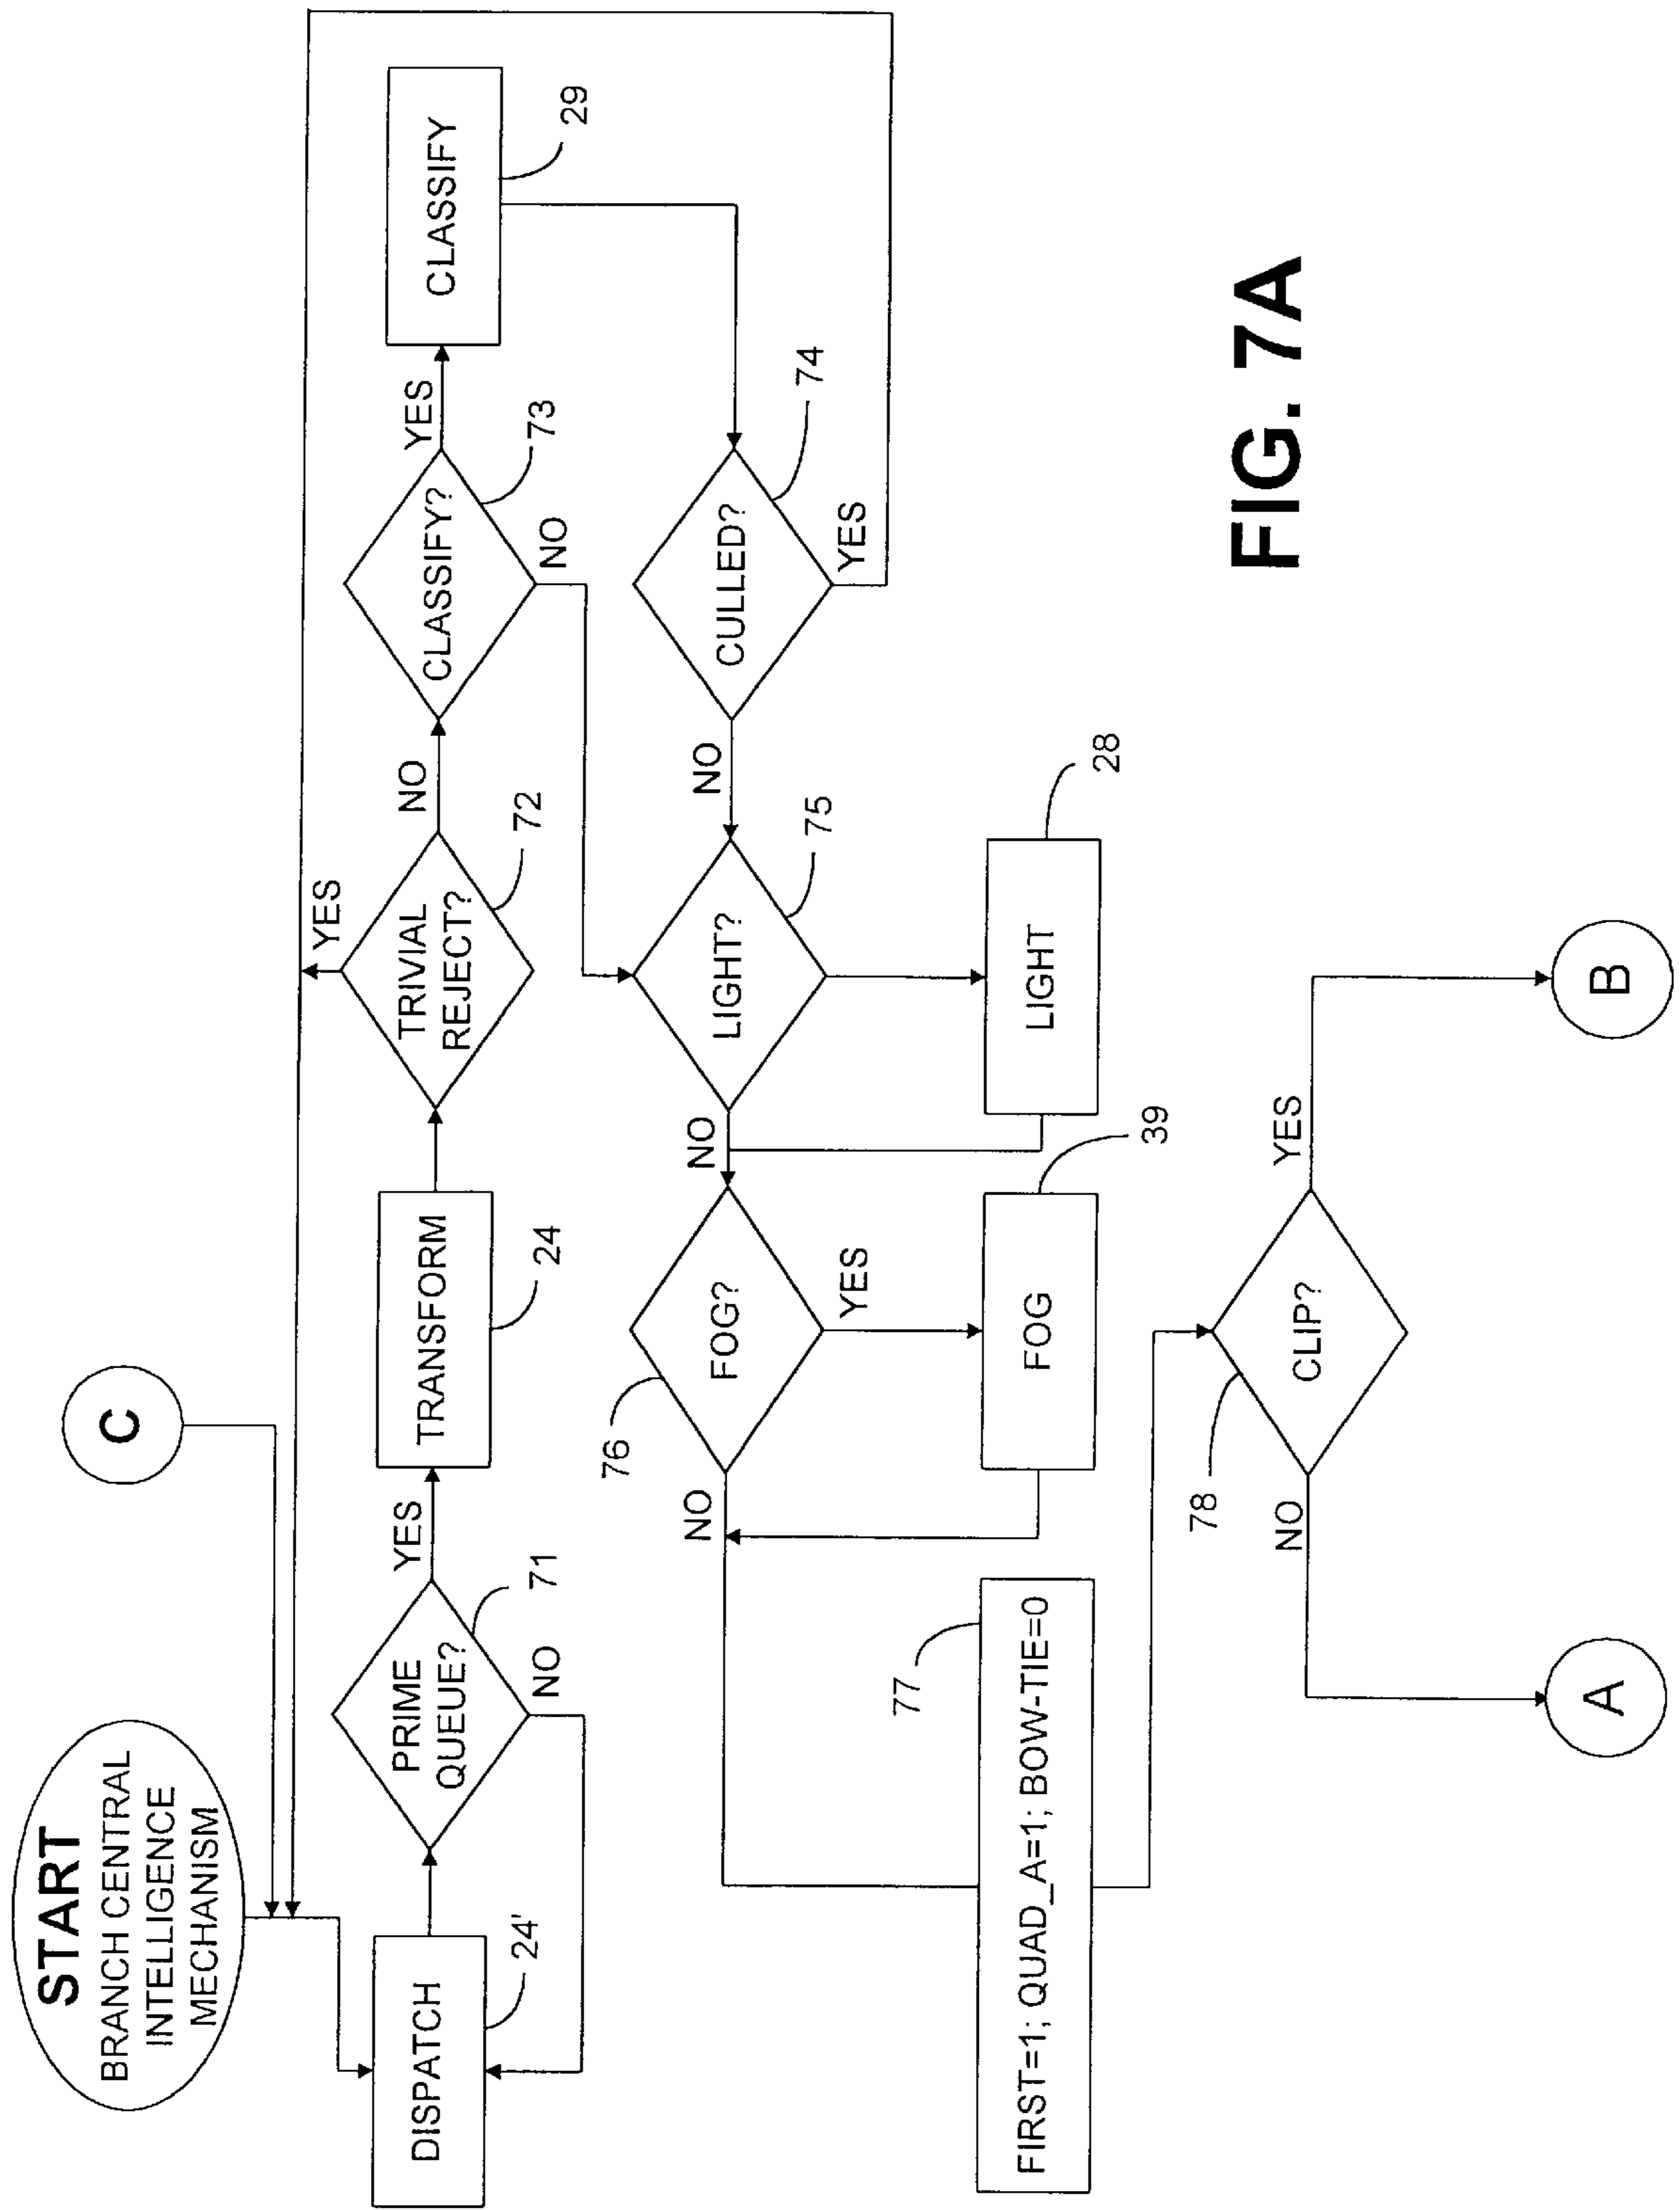 START
BRANCH CENTRAL
INTELLIGENCE
MECHANISM
C
DISPATCH
24'
PRIME
QUEUE?
71
YES
NO
TRANSFORM
24
TRIVIAL
REJECT?
72
YES
NO
CLASSIFY?
73
YES
NO
CLASSIFY
29
CULLED?
74
YES
NO
LIGHT?
75
NO
LIGHT
28
FOG?
76
YES
NO
FOG
39
77
FIRST=1; QUAD_A=1; BOW-TIE=0
CLIP?
78
NO
YES
A
B
FIG. 7A